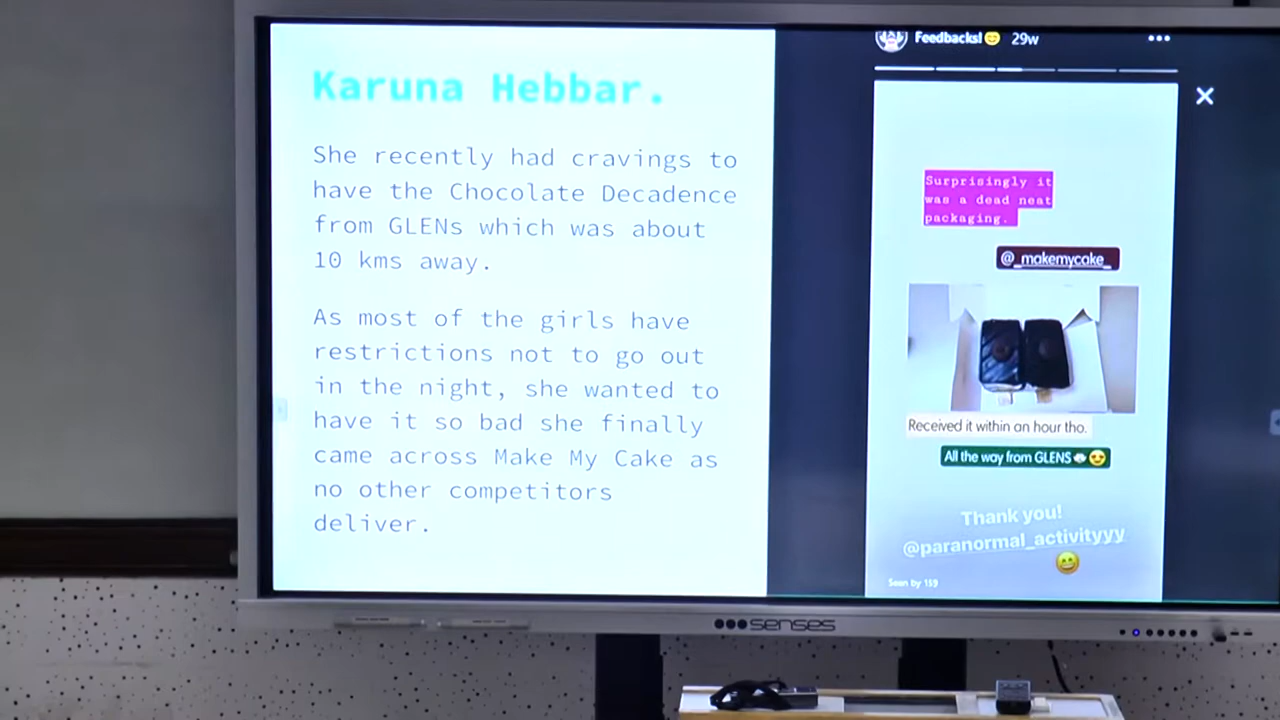 Karuna Hebbar.
She recently had cravings to
have the Chocolate Decadence
from GLENs which was about
10 kms away.
As most of the girls have
restrictions not to go out
in the night, she wanted to
have it so bad she finally
came across Make My Cake as
no other competitors
deliver.
Feedbacks!😊 29w
Surprisingly it
was a dead neat
packaging.
@_makemycake_
Received it within an hour tho.
All the way from GLENS
Thank you!
@paranormal_activityyy
Seen by 159
senses